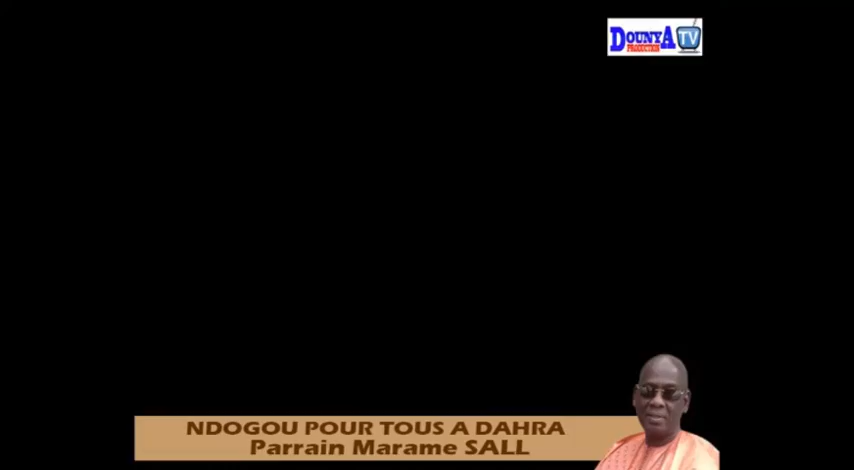 DOUNYA TV
NDOGOU POUR TOUS A DAHRA
Parrain Marame SALL